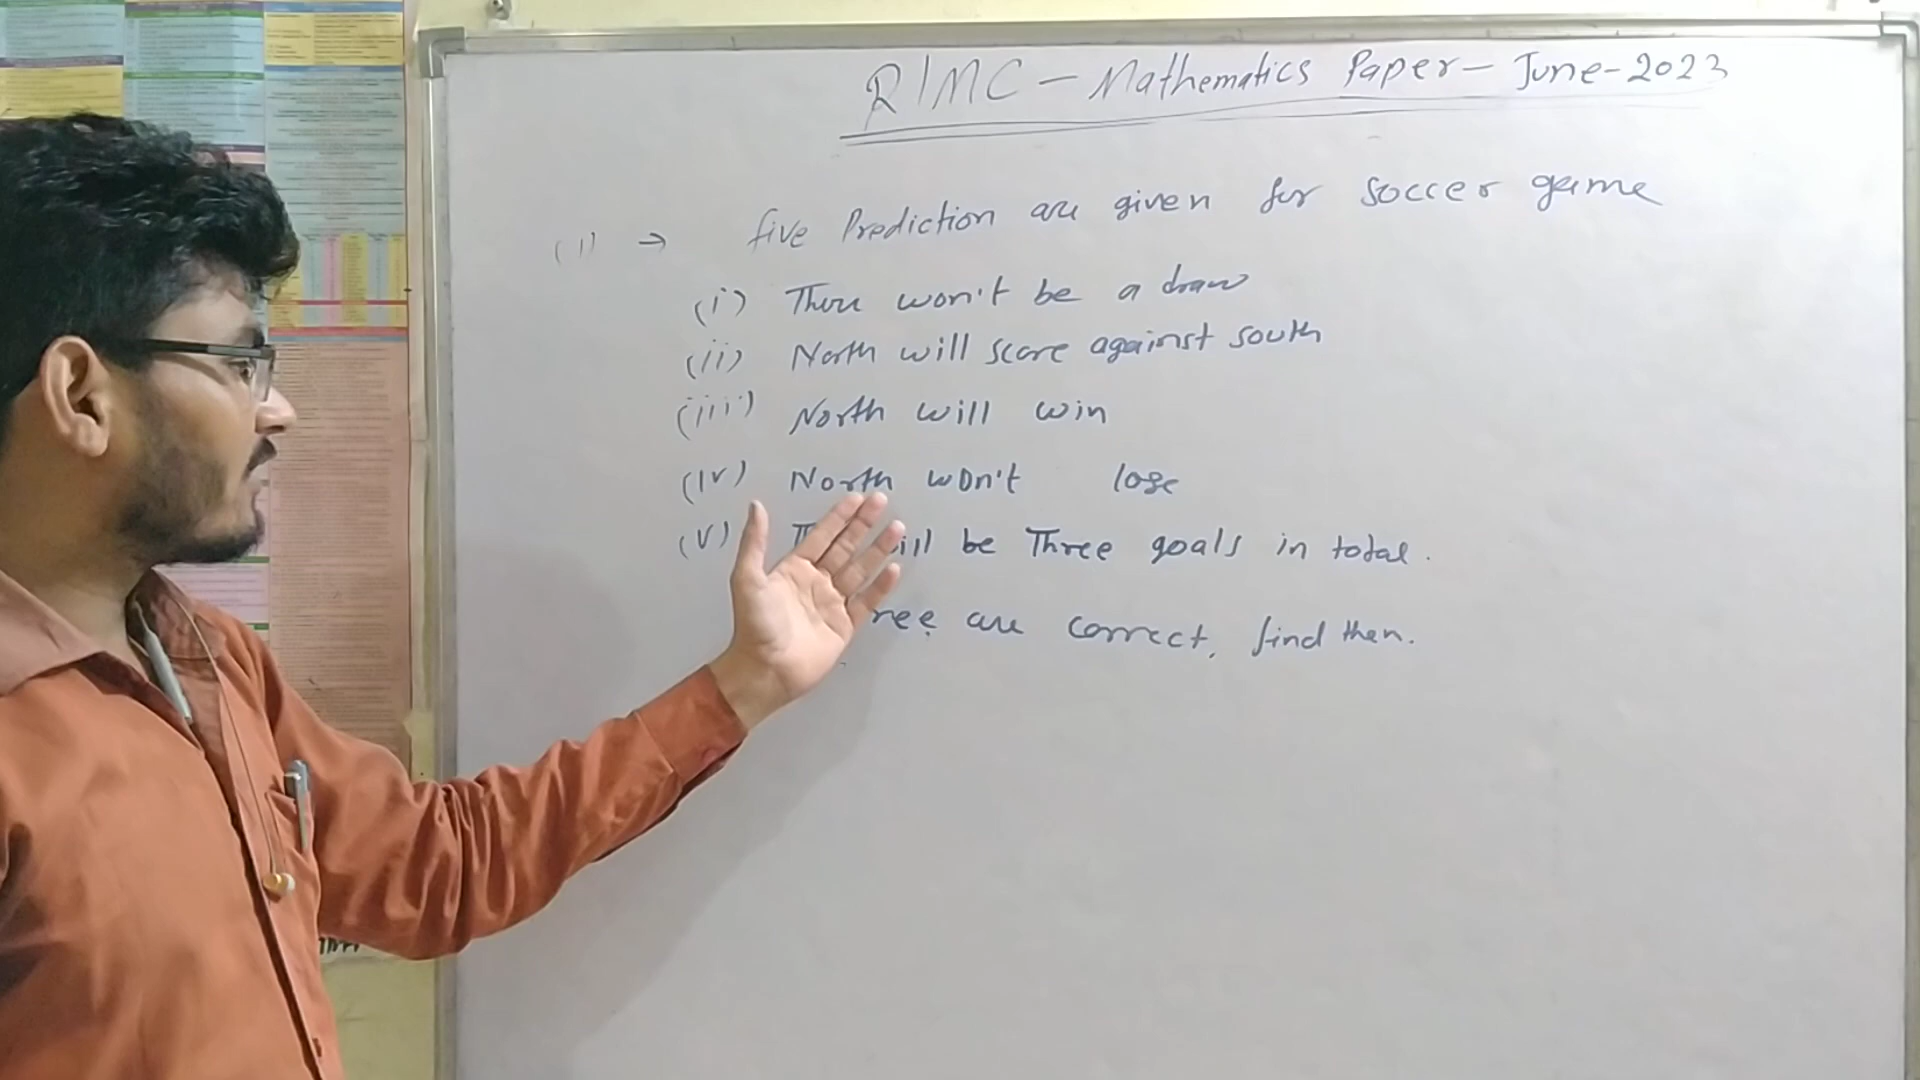 RIMC - Mathematics Paper - June-2023
(1) → five Prediction are given for Soccer game
(i) There won't be a draw
(ii) North will score against south
(iii) North will win
(iv) North won't lose
(v) will be Three goals in total.
are correct, find them.